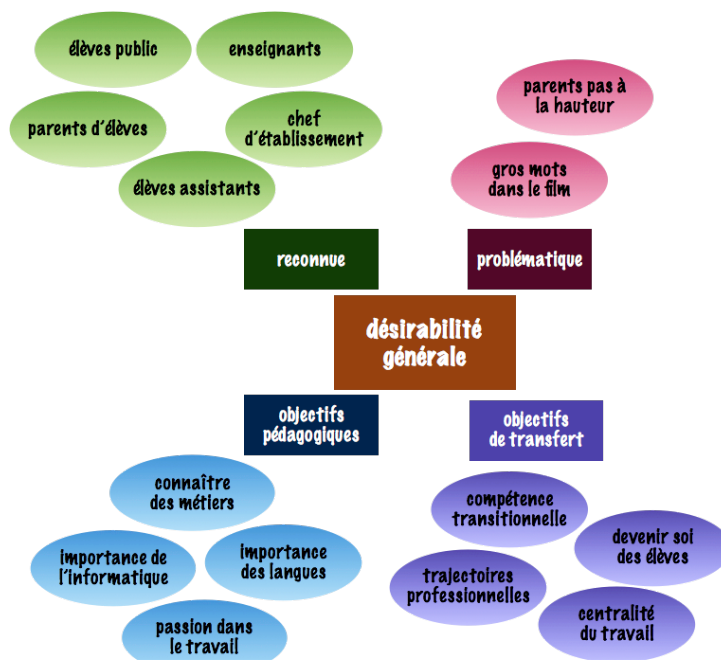 élèves public
enseignants
parents d'élèves
chef
d'établissement
élèves assistants
parents pas à
la hauteur
gros mots
dans le film
reconnue
problématique
désirabilité
générale
objectifs
pédagogiques
objectifs
de transfert
connaître
des métiers
importance de
l'informatique
importance
des langues
passion dans
le travail
compétence
transitionnelle
devenir soi
des élèves
trajectoires
professionnelles
centralité
du travail